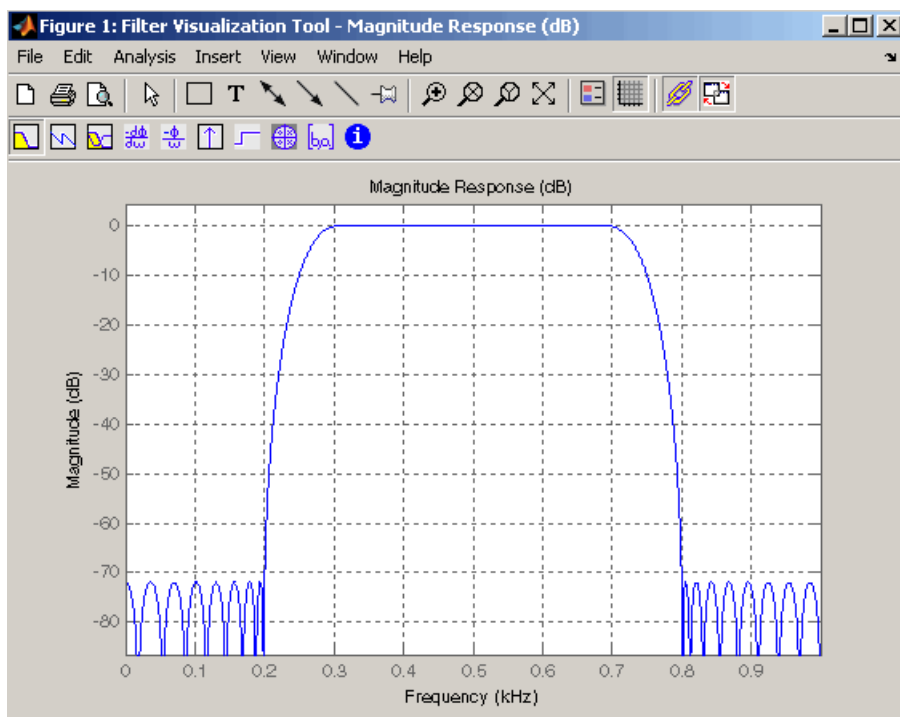 Figure 1: Filter Visualization Tool - Magnitude Response (dB)
File Edit Analysis Insert View Window Help
T
-dφ
dω
-φ
ω
[b,a]
i
Magnitude Response (dB)
Magnitude (dB)
0
-10
-20
-30
-40
-50
-60
-70
-80
0 0.1 0.2 0.3 0.4 0.5 0.6 0.7 0.8 0.9
Frequency (kHz)